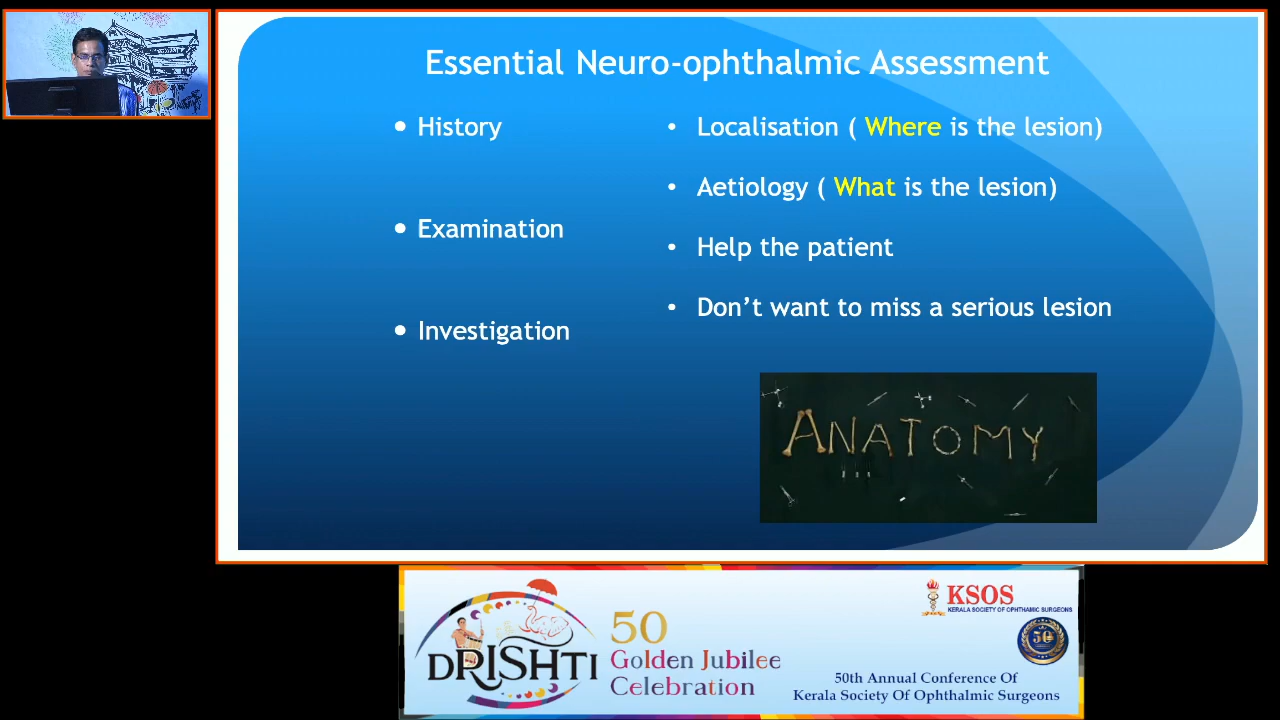 Essential Neuro-ophthalmic Assessment
• History
• Examination
• Investigation
• Localisation ( Where is the lesion)
• Aetiology ( What is the lesion)
• Help the patient
• Don’t want to miss a serious lesion
ANATOMY
DRISHTI
50
Golden Jubilee
Celebration
KSOS
KERALA SOCIETY OF OPHTHAMIC SURGEONS
50
50th Annual Conference Of
Kerala Society Of Ophthalmic Surgeons